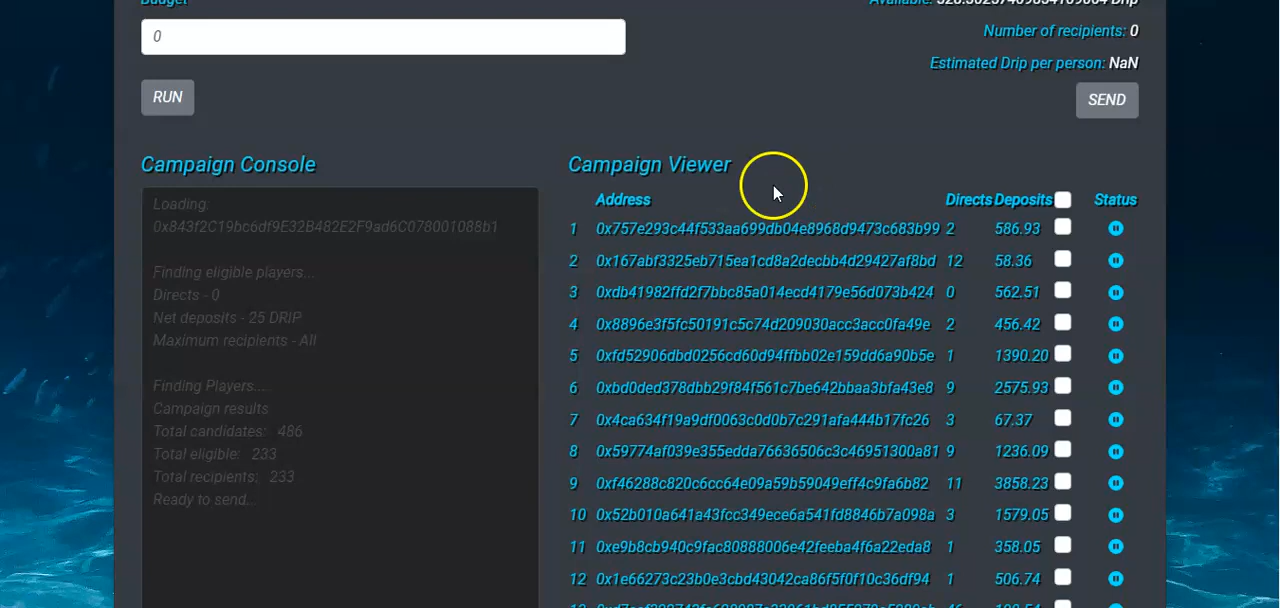 Budget
0
RUN
Number of recipients: 0
Estimated Drip per person: NaN
SEND
Campaign Console
Loading:
0x843f2C19bc6df9E32B482E2F9ad6C078001088b1
Finding eligible players...
Directs - 0
Net deposits - 25 DRIP
Maximum recipients - All
Finding Players....
Campaign results
Total candidates: 486
Total eligible: 233
Total recipients: 233
Ready to send...
Campaign Viewer
Address Directs Deposits Status
1 0x757e293c44f533aa699db04e8968d9473c683b99 2 586.93
2 0x167abf3325eb715ea1cd8a2decbb4d29427af8bd 12 58.36
3 0xdb41982ffd2f7bbc85a014ecd4179e56d073b424 0 562.51
4 0x8896e3f5fc50191c5c74d209030acc3acc0fa49e 2 456.42
5 0xfd52906dbd0256cd60d94ffbb02e159dd6a90b5e 1 1390.20
6 0xbd0ded378dbb29f84f561c7be642bbaa3bfa43e8 9 2575.93
7 0x4ca634f19a9df0063c0d0b7c291afa444b17fc26 3 67.37
8 0x59774af039e355edda76636506c3c46951300a81 9 1236.09
9 0xf46288c820c6cc64e09a59b59049eff4c9fa6b82 11 3858.23
10 0x52b010a641a43fcc349ece6a541fd8846b7a098a 3 1579.05
11 0xe9b8cb940c9fac80888006e42feeba4f6a22eda8 1 358.05
12 0x1e66273c23b0e3cbd43042ca86f5f0f10c36df94 1 506.74